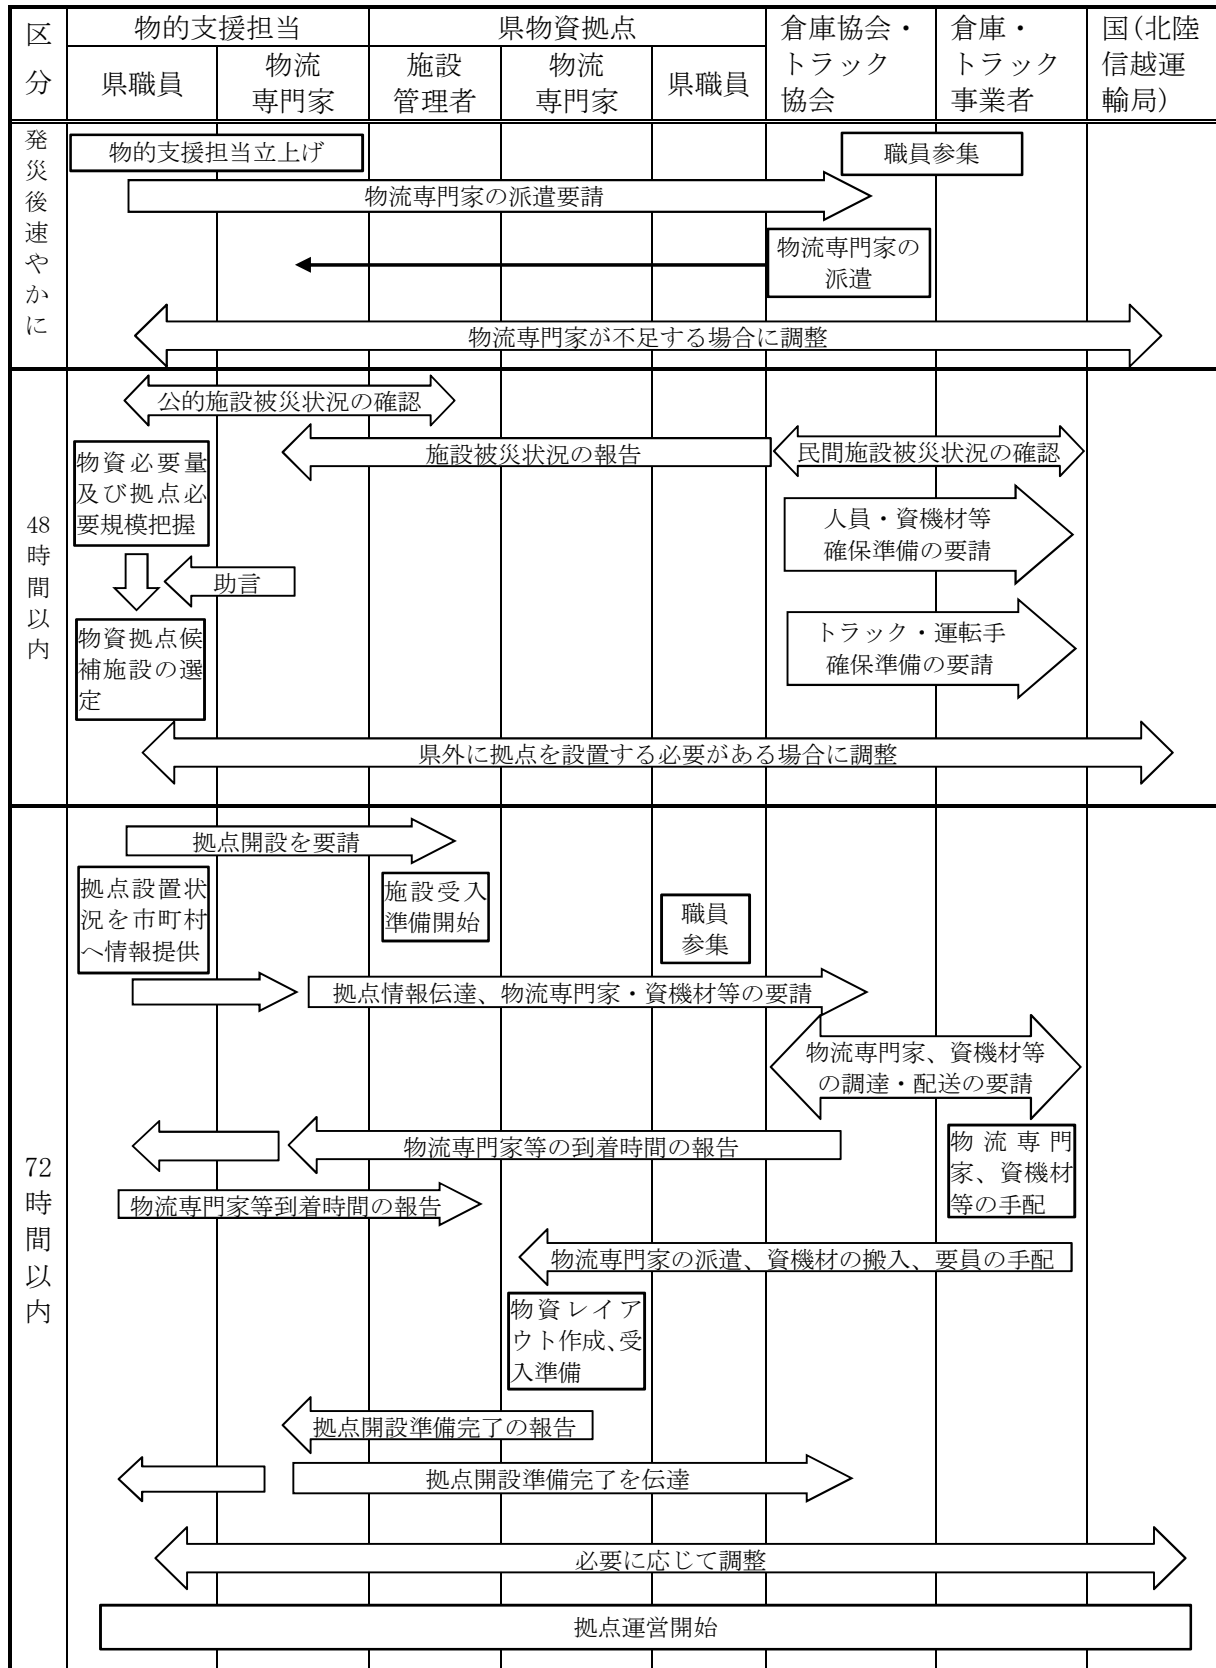 区
分
物的支援担当
県物資拠点
倉庫協会・
トラック
協会
倉庫・
トラック
事業者
国(北陸
信越運
輸局)
県職員
物流
専門家
施設
管理者
物流
専門家
県職員
発災後速やかに
物的支援担当立上げ
職員参集
物流専門家の派遣要請
物流専門家の
派遣
物流専門家が不足する場合に調整
48
時間以内
公的施設被災状況の確認
物資必要量
及び拠点必
要規模把握
施設被災状況の報告
民間施設被災状況の確認
人員・資機材等
確保準備の要請
助言
物資拠点候
補施設の選
定
トラック・運転手
確保準備の要請
県外に拠点を設置する必要がある場合に調整
72
時間以内
拠点開設を要請
拠点設置状
況を市町村
へ情報提供
施設受入
準備開始
職員
参集
拠点情報伝達、物流専門家・資機材等の要請
物流専門家、資機材等
の調達・配送の要請
物流専門家等の到着時間の報告
物流専門
家、資機材
等の手配
物流専門家等到着時間の報告
物流専門家の派遣、資機材の搬入、要員の手配
物資レイア
ウト作成、受
入準備
拠点開設準備完了の報告
拠点開設準備完了を伝達
必要に応じて調整
拠点運営開始